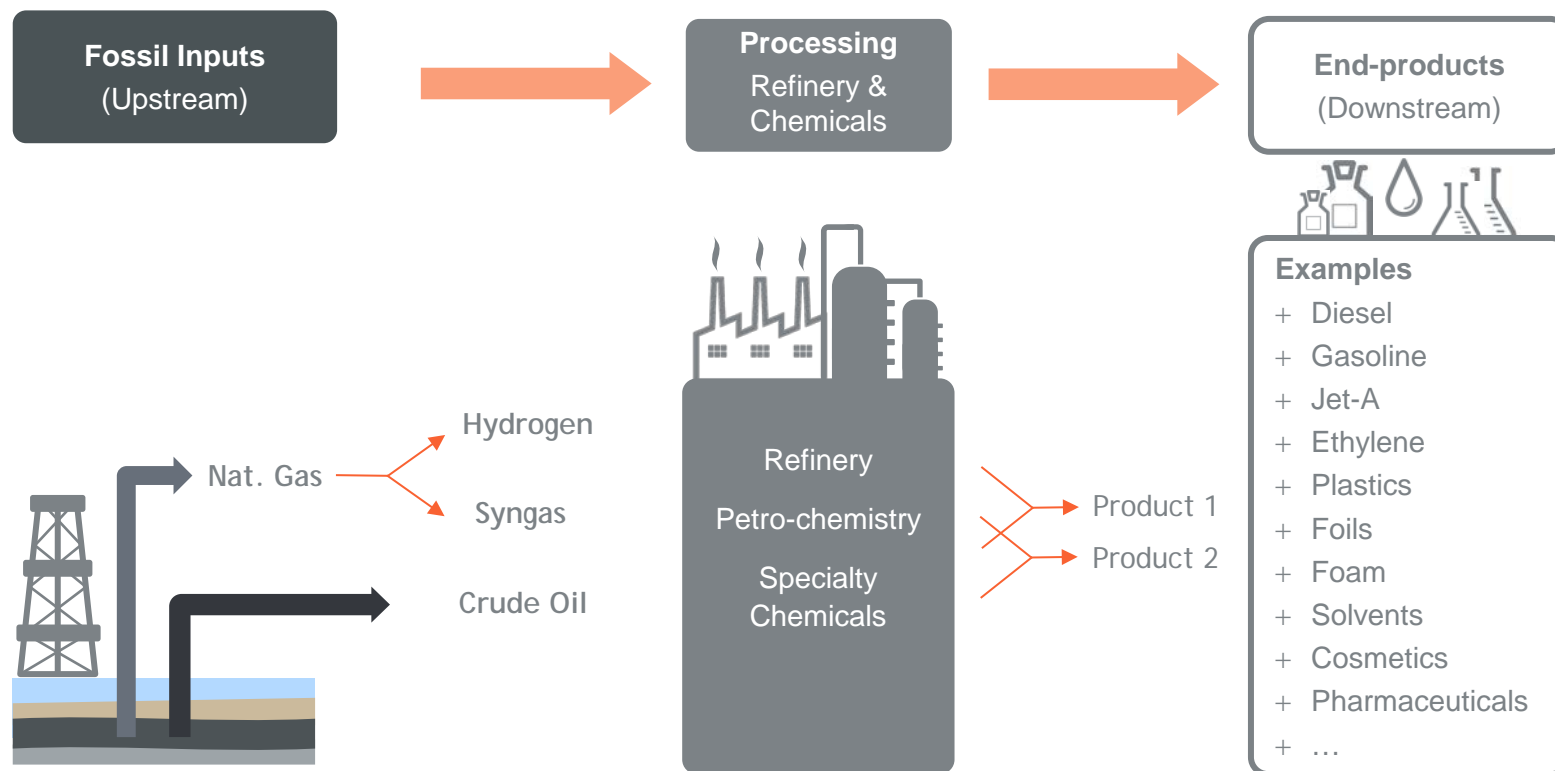 Fossil Inputs
(Upstream)
Processing
Refinery &
Chemicals
End-products
(Downstream)
Nat. Gas
Hydrogen
Syngas
Crude Oil
Refinery
Petro-chemistry
Specialty
Chemicals
Product 1
Product 2
Examples
+ Diesel
+ Gasoline
+ Jet-A
+ Ethylene
+ Plastics
+ Foils
+ Foam
+ Solvents
+ Cosmetics
+ Pharmaceuticals
+ …